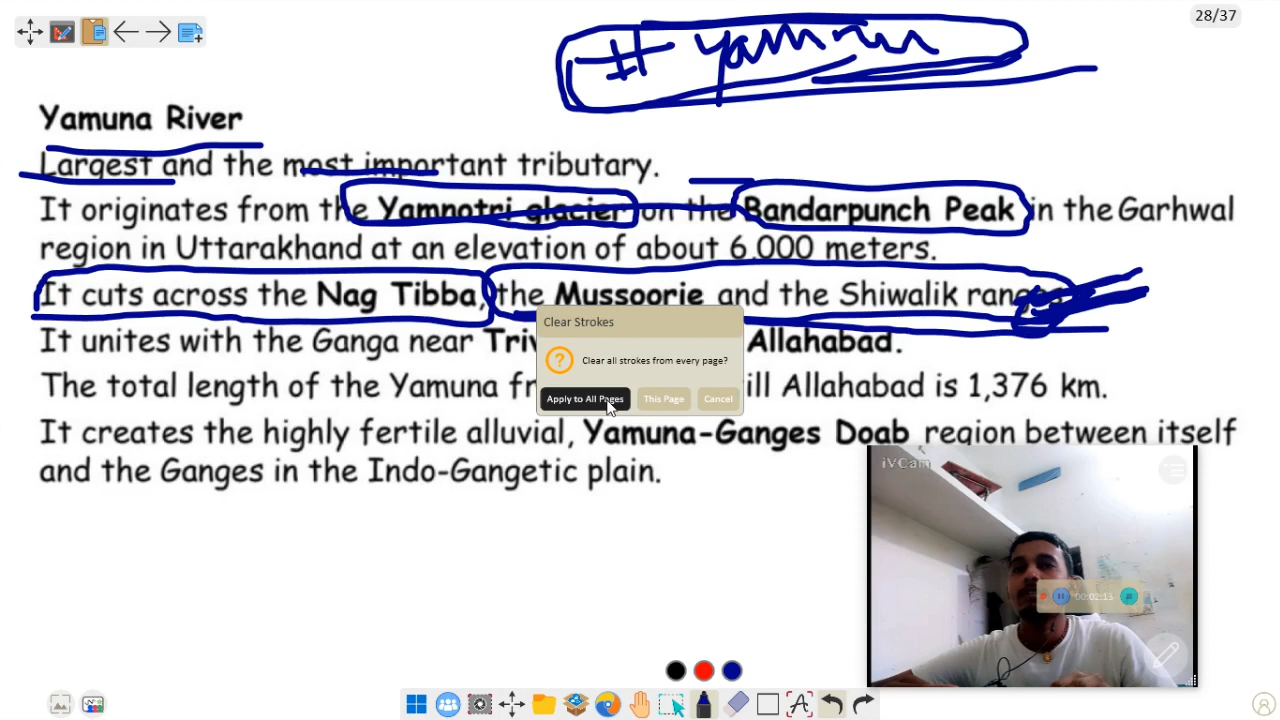 28/37
# yamuna
Yamuna River
Largest and the most important tributary.
It originates from the Yamnotri glacier on the Bandarpunch Peak in the Garhwal
region in Uttarakhand at an elevation of about 6,000 meters.
It cuts across the Nag Tibba, the Mussoorie and the Shiwalik ranges
It unites with the Ganga near Allahabad.
The total length of the Yamuna ill Allahabad is 1,376 km.
It creates the highly fertile alluvial, Yamuna-Ganges Doab region between itself
and the Ganges in the Indo-Gangetic plain.
Clear Strokes
Clear all strokes from every page?
Apply to All Pages This Page Cancel
iVCam
00:02:15